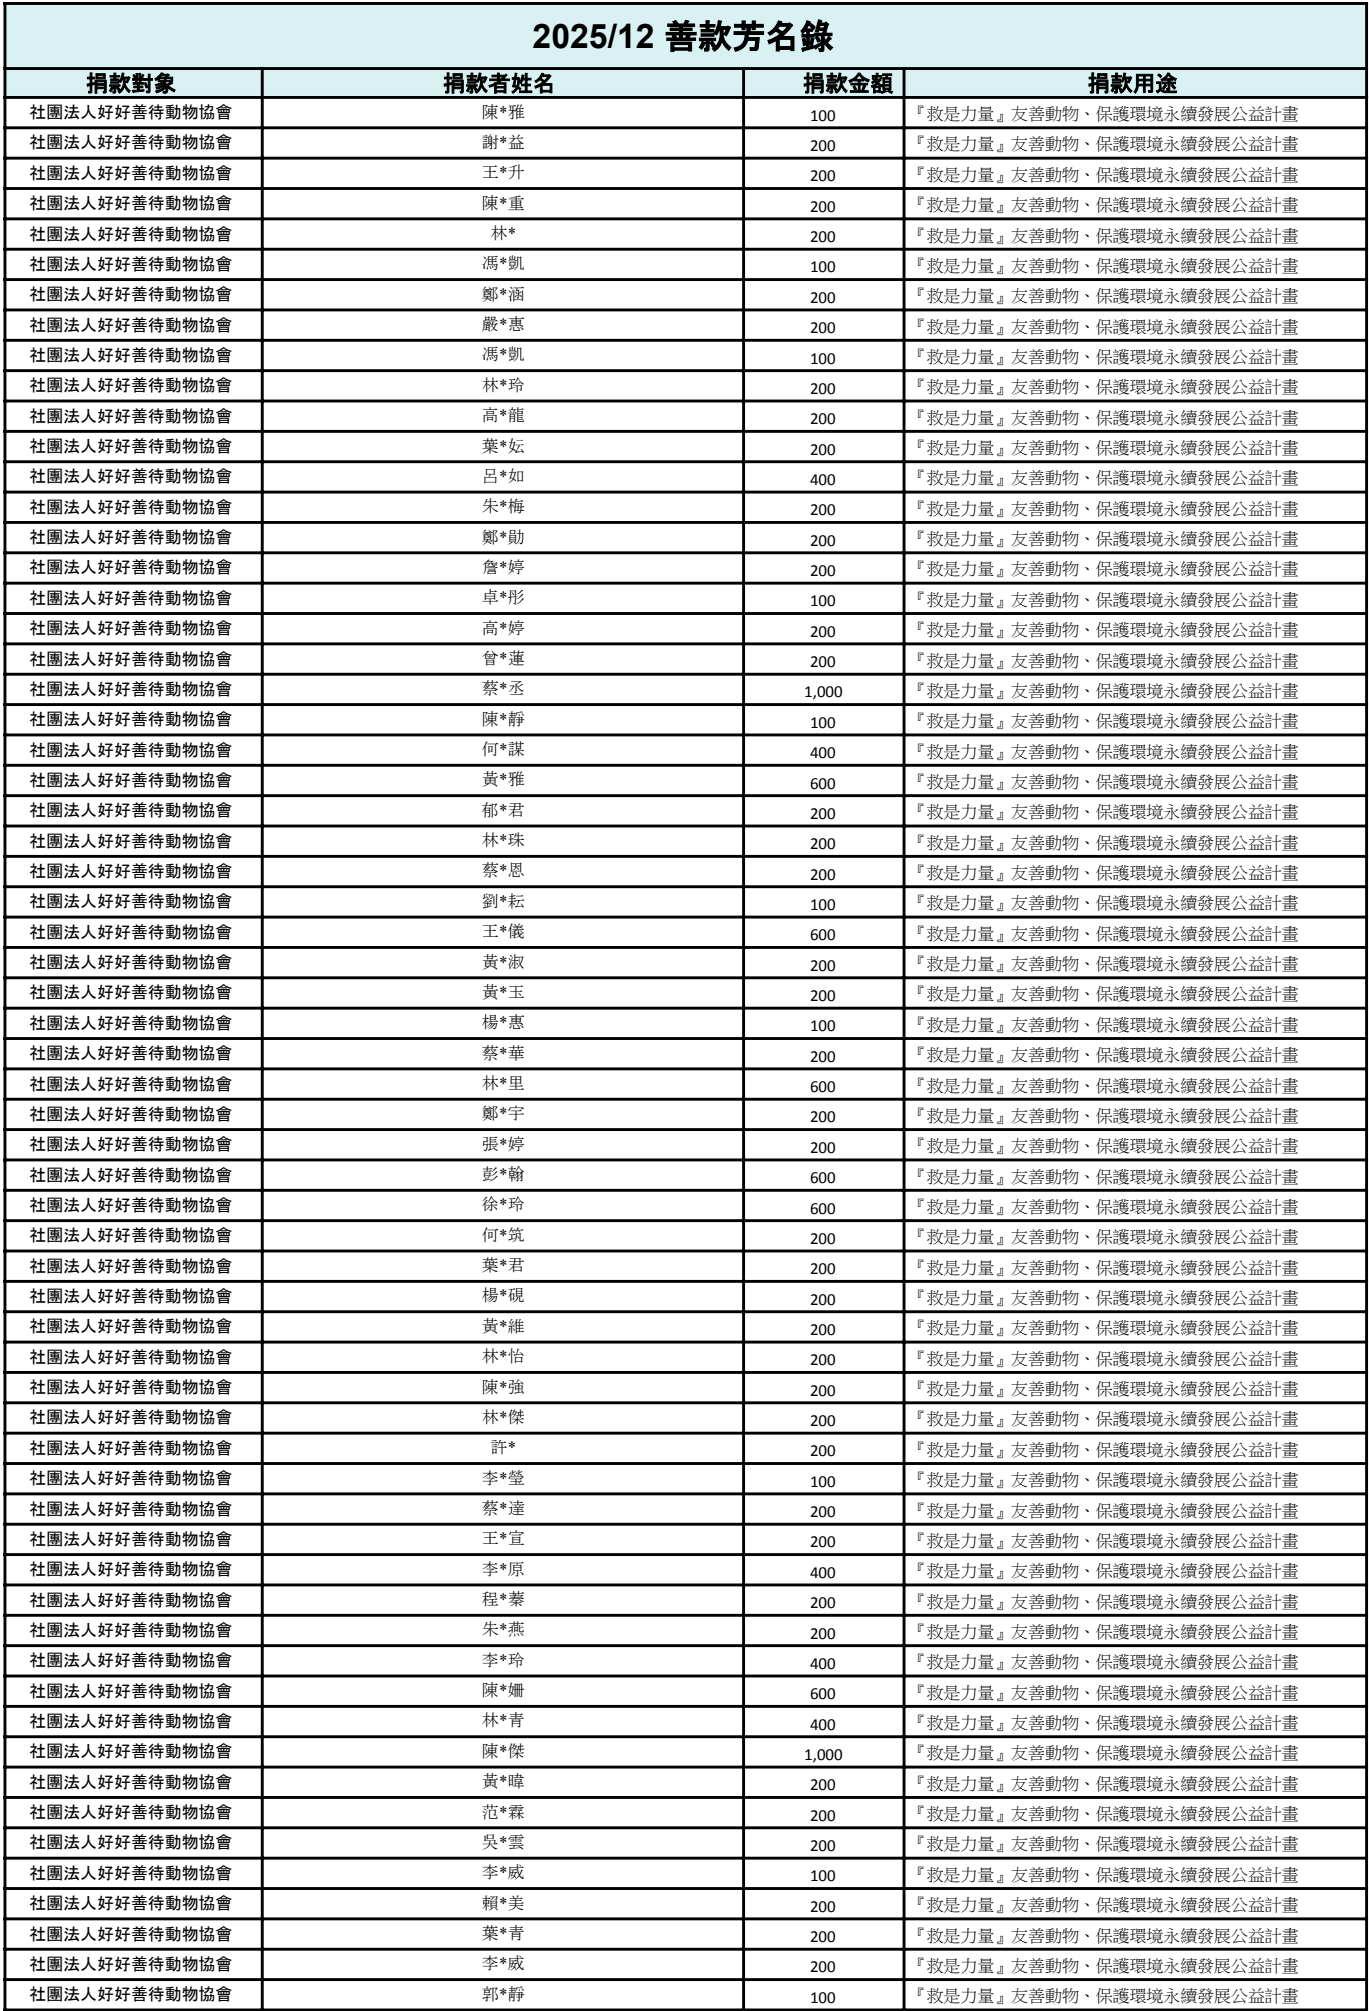 2025/12 善款芳名錄
捐款對象 捐款者姓名 捐款金額 捐款用途
社團法人好好善待動物協會 陳*雅 100 『救是力量』友善動物、保護環境永續發展公益計畫
社團法人好好善待動物協會 謝*益 200 『救是力量』友善動物、保護環境永續發展公益計畫
社團法人好好善待動物協會 王*升 200 『救是力量』友善動物、保護環境永續發展公益計畫
社團法人好好善待動物協會 陳*重 200 『救是力量』友善動物、保護環境永續發展公益計畫
社團法人好好善待動物協會 林* 200 『救是力量』友善動物、保護環境永續發展公益計畫
社團法人好好善待動物協會 馮*凱 100 『救是力量』友善動物、保護環境永續發展公益計畫
社團法人好好善待動物協會 鄭*涵 200 『救是力量』友善動物、保護環境永續發展公益計畫
社團法人好好善待動物協會 嚴*惠 200 『救是力量』友善動物、保護環境永續發展公益計畫
社團法人好好善待動物協會 馮*凱 100 『救是力量』友善動物、保護環境永續發展公益計畫
社團法人好好善待動物協會 林*玲 200 『救是力量』友善動物、保護環境永續發展公益計畫
社團法人好好善待動物協會 高*龍 200 『救是力量』友善動物、保護環境永續發展公益計畫
社團法人好好善待動物協會 葉*妘 200 『救是力量』友善動物、保護環境永續發展公益計畫
社團法人好好善待動物協會 呂*如 400 『救是力量』友善動物、保護環境永續發展公益計畫
社團法人好好善待動物協會 朱*梅 200 『救是力量』友善動物、保護環境永續發展公益計畫
社團法人好好善待動物協會 鄭*勛 200 『救是力量』友善動物、保護環境永續發展公益計畫
社團法人好好善待動物協會 詹*婷 200 『救是力量』友善動物、保護環境永續發展公益計畫
社團法人好好善待動物協會 卓*彤 100 『救是力量』友善動物、保護環境永續發展公益計畫
社團法人好好善待動物協會 高*婷 200 『救是力量』友善動物、保護環境永續發展公益計畫
社團法人好好善待動物協會 曾*蓮 200 『救是力量』友善動物、保護環境永續發展公益計畫
社團法人好好善待動物協會 蔡*丞 1,000 『救是力量』友善動物、保護環境永續發展公益計畫
社團法人好好善待動物協會 陳*靜 100 『救是力量』友善動物、保護環境永續發展公益計畫
社團法人好好善待動物協會 何*謀 400 『救是力量』友善動物、保護環境永續發展公益計畫
社團法人好好善待動物協會 黃*雅 600 『救是力量』友善動物、保護環境永續發展公益計畫
社團法人好好善待動物協會 郁*君 200 『救是力量』友善動物、保護環境永續發展公益計畫
社團法人好好善待動物協會 林*珠 200 『救是力量』友善動物、保護環境永續發展公益計畫
社團法人好好善待動物協會 蔡*恩 200 『救是力量』友善動物、保護環境永續發展公益計畫
社團法人好好善待動物協會 劉*耘 100 『救是力量』友善動物、保護環境永續發展公益計畫
社團法人好好善待動物協會 王*儀 600 『救是力量』友善動物、保護環境永續發展公益計畫
社團法人好好善待動物協會 黃*淑 200 『救是力量』友善動物、保護環境永續發展公益計畫
社團法人好好善待動物協會 黃*玉 200 『救是力量』友善動物、保護環境永續發展公益計畫
社團法人好好善待動物協會 楊*惠 100 『救是力量』友善動物、保護環境永續發展公益計畫
社團法人好好善待動物協會 蔡*華 200 『救是力量』友善動物、保護環境永續發展公益計畫
社團法人好好善待動物協會 林*里 600 『救是力量』友善動物、保護環境永續發展公益計畫
社團法人好好善待動物協會 鄭*宇 200 『救是力量』友善動物、保護環境永續發展公益計畫
社團法人好好善待動物協會 張*婷 200 『救是力量』友善動物、保護環境永續發展公益計畫
社團法人好好善待動物協會 彭*翰 600 『救是力量』友善動物、保護環境永續發展公益計畫
社團法人好好善待動物協會 徐*玲 600 『救是力量』友善動物、保護環境永續發展公益計畫
社團法人好好善待動物協會 何*筑 200 『救是力量』友善動物、保護環境永續發展公益計畫
社團法人好好善待動物協會 葉*君 200 『救是力量』友善動物、保護環境永續發展公益計畫
社團法人好好善待動物協會 楊*硯 200 『救是力量』友善動物、保護環境永續發展公益計畫
社團法人好好善待動物協會 黃*維 200 『救是力量』友善動物、保護環境永續發展公益計畫
社團法人好好善待動物協會 林*怡 200 『救是力量』友善動物、保護環境永續發展公益計畫
社團法人好好善待動物協會 陳*強 200 『救是力量』友善動物、保護環境永續發展公益計畫
社團法人好好善待動物協會 林*傑 200 『救是力量』友善動物、保護環境永續發展公益計畫
社團法人好好善待動物協會 許* 200 『救是力量』友善動物、保護環境永續發展公益計畫
社團法人好好善待動物協會 李*瑩 100 『救是力量』友善動物、保護環境永續發展公益計畫
社團法人好好善待動物協會 蔡*達 200 『救是力量』友善動物、保護環境永續發展公益計畫
社團法人好好善待動物協會 王*宣 200 『救是力量』友善動物、保護環境永續發展公益計畫
社團法人好好善待動物協會 李*原 400 『救是力量』友善動物、保護環境永續發展公益計畫
社團法人好好善待動物協會 程*蓁 200 『救是力量』友善動物、保護環境永續發展公益計畫
社團法人好好善待動物協會 朱*燕 200 『救是力量』友善動物、保護環境永續發展公益計畫
社團法人好好善待動物協會 李*玲 400 『救是力量』友善動物、保護環境永續發展公益計畫
社團法人好好善待動物協會 陳*姍 600 『救是力量』友善動物、保護環境永續發展公益計畫
社團法人好好善待動物協會 林*青 400 『救是力量』友善動物、保護環境永續發展公益計畫
社團法人好好善待動物協會 陳*傑 1,000 『救是力量』友善動物、保護環境永續發展公益計畫
社團法人好好善待動物協會 黃*暐 200 『救是力量』友善動物、保護環境永續發展公益計畫
社團法人好好善待動物協會 范*霖 200 『救是力量』友善動物、保護環境永續發展公益計畫
社團法人好好善待動物協會 吳*雲 200 『救是力量』友善動物、保護環境永續發展公益計畫
社團法人好好善待動物協會 李*威 100 『救是力量』友善動物、保護環境永續發展公益計畫
社團法人好好善待動物協會 賴*美 200 『救是力量』友善動物、保護環境永續發展公益計畫
社團法人好好善待動物協會 葉*青 200 『救是力量』友善動物、保護環境永續發展公益計畫
社團法人好好善待動物協會 李*威 200 『救是力量』友善動物、保護環境永續發展公益計畫
社團法人好好善待動物協會 郭*靜 100 『救是力量』友善動物、保護環境永續發展公益計畫